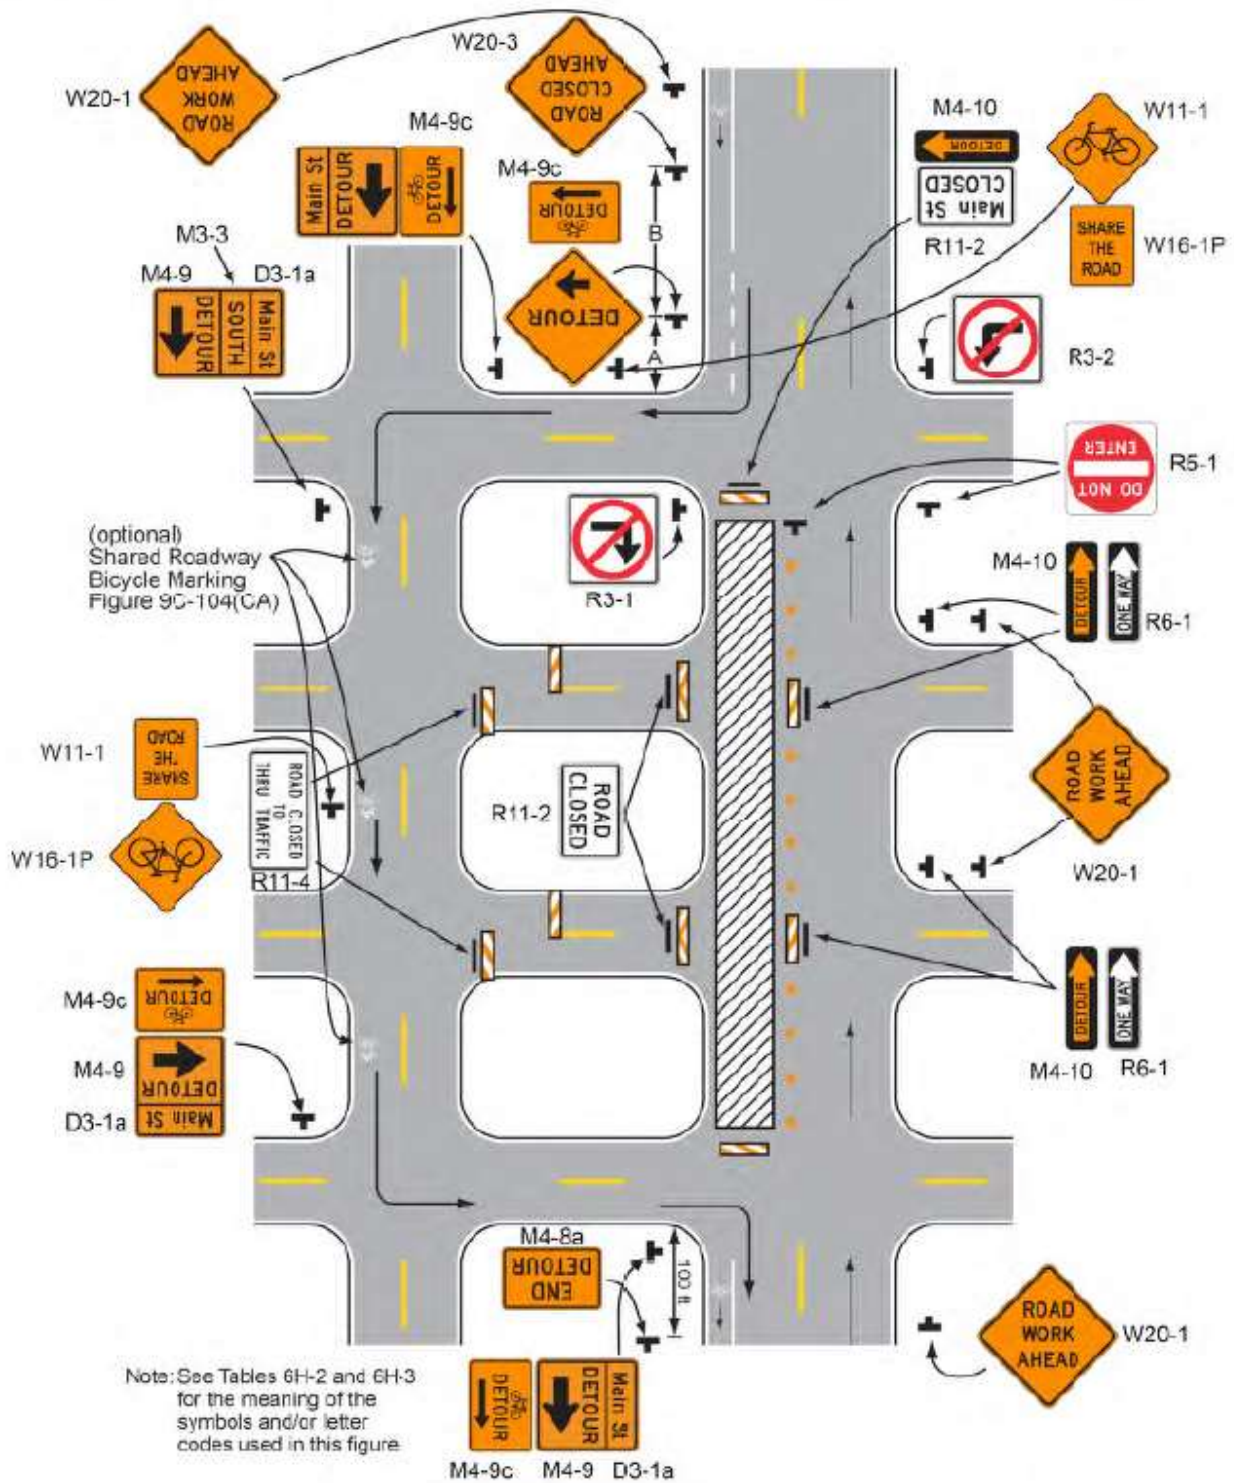 W20-1
ROAD
WORK
AHEAD
W20-3
ROAD
CLOSED
AHEAD
M4-9c
Main St
DETOUR
DETOUR
M4-9c
DETOUR
DETOUR
B
A
M4-10
DETOUR
Main St
CLOSED
R11-2
W11-1
SHARE
THE
ROAD
W16-1P
M3-3
M4-9
D3-1a
DETOUR
SOUTH
Main St
R3-2
DO NOT
ENTER
R5-1
(optional)
Shared Roadway
Bicycle Marking
Figure 9C-104(CA)
R3-1
M4-10
DETOUR
ONE WAY
R6-1
W11-1
SHARE
THE
ROAD
W16-1P
ROAD CLOSED
TO
THRU TRAFFIC
R11-4
R11-2
ROAD
CLOSED
ROAD
WORK
AHEAD
W20-1
M4-9c
DETOUR
M4-9
DETOUR
D3-1a
Main St
DETOUR
ONE WAY
M4-10
R6-1
M4-8a
END
DETOUR
100 ft
ROAD
WORK
AHEAD
W20-1
Note: See Tables 6H-2 and 6H-3
for the meaning of the
symbols and/or letter
codes used in this figure
DETOUR
DETOUR
Main St
M4-9c
M4-9
D3-1a